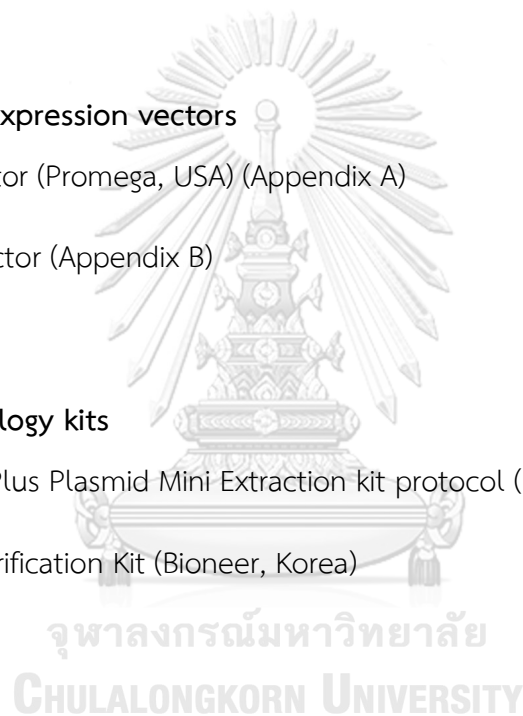 xpression vectors
tor (Promega, USA) (Appendix A)
ctor (Appendix B)
logy kits
Plus Plasmid Mini Extraction kit protocol (
rification Kit (Bioneer, Korea)
จุฬาลงกรณ์มหาวิทยาลัย
CHULALONGKORN UNIVERSITY